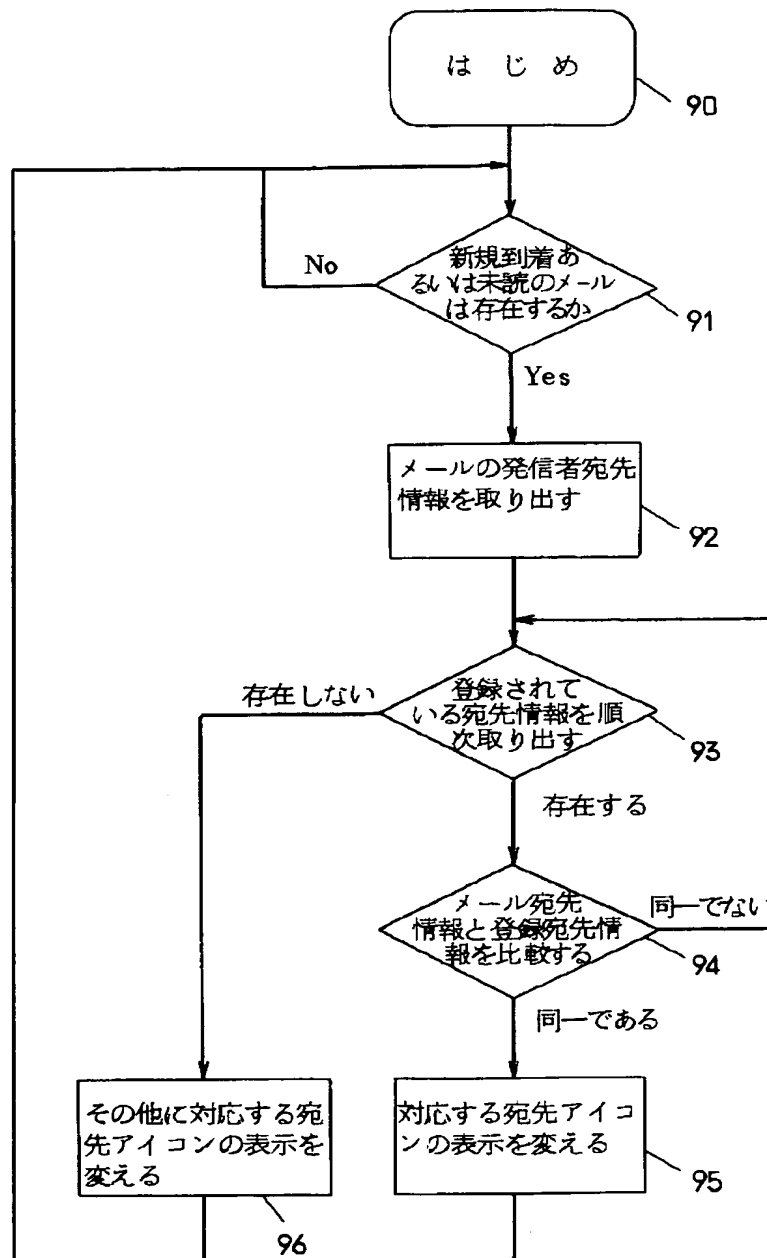 はじめ
90
新規到着あ
るいは未読のメール
は存在するか
No
91
Yes
メールの発信者宛先
情報を取り出す
92
登録されて
いる宛先情報を順
次取り出す
存在しない
93
存在する
メール宛先
情報と登録宛先情
報を比較する
同一でない
94
同一である
その他に対応する宛
先アイコンの表示を
変える
96
対応する宛先アイコ
ンの表示を変える
95